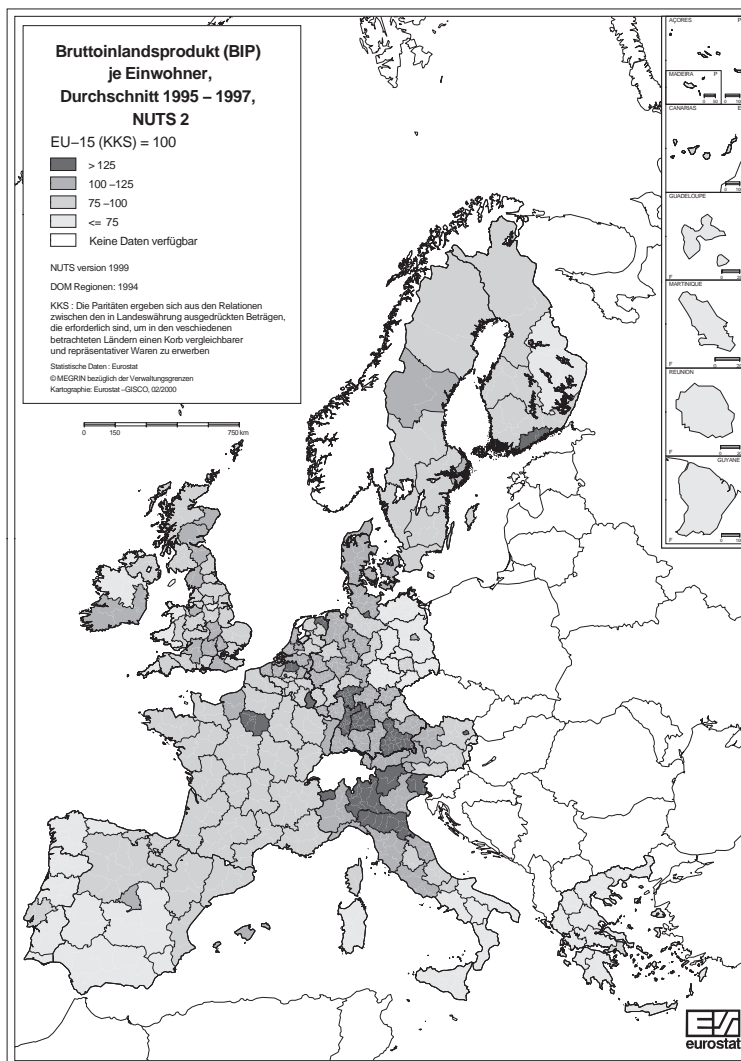 Bruttoinlandsprodukt (BIP)
je Einwohner,
Durchschnitt 1995 – 1997,
NUTS 2
EU–15 (KKS) = 100
> 125
100 –125
75 –100
<= 75
Keine Daten verfügbar
NUTS version 1999
DOM Regionen: 1994
KKS : Die Paritäten ergeben sich aus den Relationen
zwischen den in Landeswährung ausgedrückten Beträgen,
die erforderlich sind, um in den veschiedenen
betrachteten Ländern einen Korb vergleichbarer
und repräsentativer Waren zu erwerben
Statistische Daten : Eurostat
© MEGRIN bezüglich der Verwaltungsgrenzen
Kartographie: Eurostat –GISCO, 02/2000
0 150 750 km
AÇORES P
MADEIRA P
CANARIAS E
GUADELOUPE
F
MARTINIQUE
F
REUNION
F
GUYANE
F
eurostat